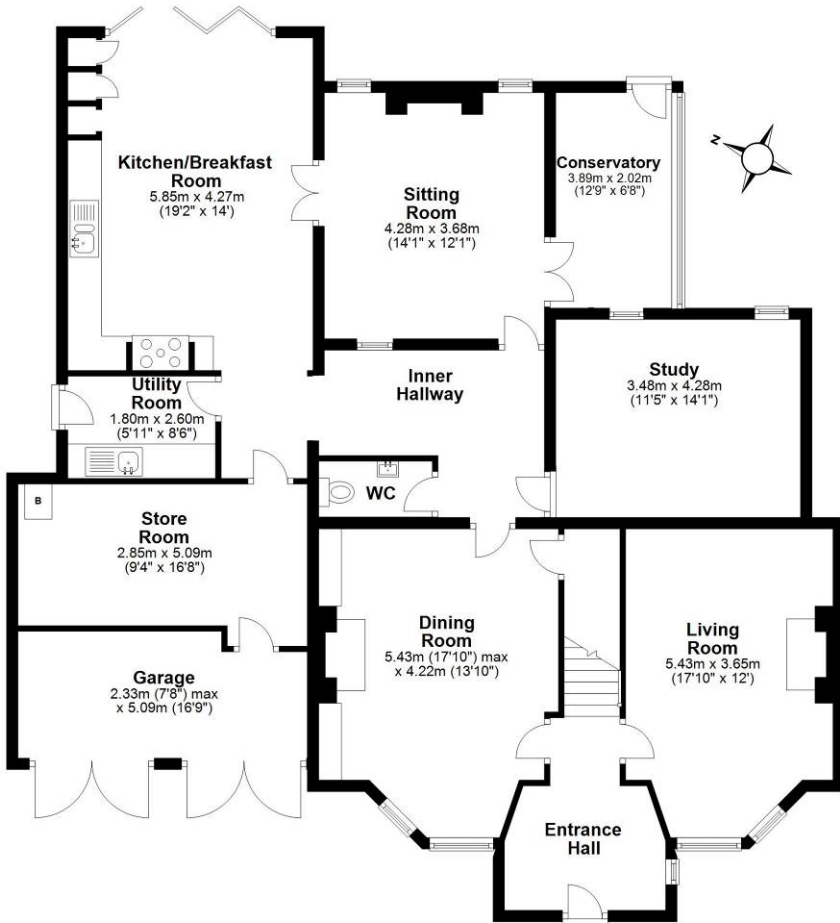 Kitchen/Breakfast
Room
5.85m x 4.27m
(19'2" x 14')
Sitting
Room
4.28m x 3.68m
(14'1" x 12'1")
Conservatory
3.89m x 2.02m
(12'9" x 6'8")
N
Utility
Room
1.80m x 2.60m
(5'11" x 8'6")
Inner
Hallway
Study
3.48m x 4.28m
(11'5" x 14'1")
WC
B
Store
Room
2.85m x 5.09m
(9'4" x 16'8")
Dining
Room
5.43m (17'10") max
x 4.22m (13'10")
Living
Room
5.43m x 3.65m
(17'10" x 12')
Garage
2.33m (7'8") max
x 5.09m (16'9")
Entrance
Hall